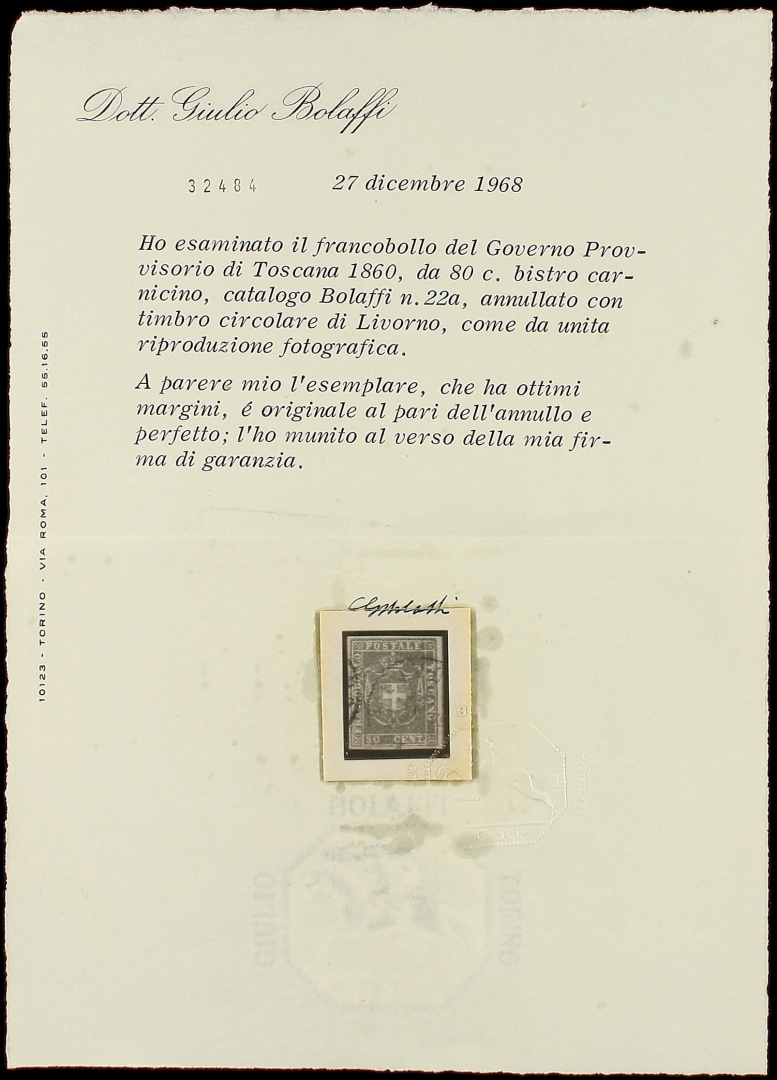 Dott. Giulio Bolaffi
32484 27 dicembre 1968
Ho esaminato il francobollo del Governo Prov-
visorio di Toscana 1860, da 80 c. bistro car-
nicino, catalogo Bolaffi n. 22a, annullato con
timbro circolare di Livorno, come da unita
riproduzione fotografica.
A parere mio l'esemplare, che ha ottimi
margini, é originale al pari dell'annullo e
perfetto; l'ho munito al verso della mia fir-
ma di garanzia.
10123 - TORINO - VIA ROMA, 101 - TELEF. 55.16.55
FRANCOBOLLO
POSTALE
TOSCANO
80 CENT
BOLAFFI
GIULIO
TORINO